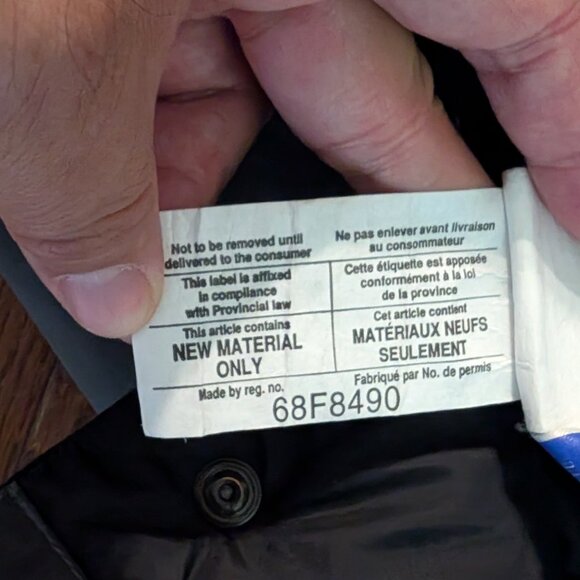 Not to be removed until
delivered to the consumer
Ne pas enlever avant livraison
au consommateur
This label is affixed
in compliance
with Provincial law
Cette étiquette est apposée
conformément à la loi
de la province
This article contains
NEW MATERIAL
ONLY
Cet article contient
MATÉRIAUX NEUFS
SEULEMENT
Made by reg. no.
Fabriqué par No. de permis
68F8490